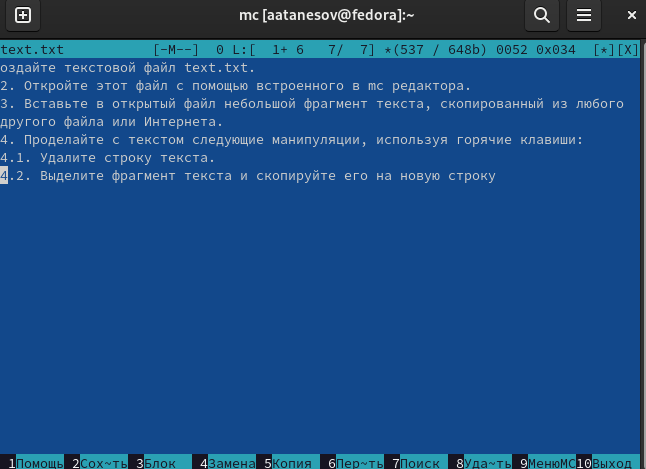 mc [aatanesov@fedora]:~
text.txt [-M--] 0 L:[ 1+ 6 7/ 7] *(537 / 648b) 0052 0x034 [*][X]
оздайте текстовой файл text.txt.
2. Откройте этот файл с помощью встроенного в mc редактора.
3. Вставьте в открытый файл небольшой фрагмент текста, скопированный из любого
другого файла или Интернета.
4. Проделайте с текстом следующие манипуляции, используя горячие клавиши:
4.1. Удалите строку текста.
4.2. Выделите фрагмент текста и скопируйте его на новую строку
1Помощь 2Сох~ть 3Блок 4Замена 5Копия 6Пер~ть 7Поиск 8Уда~ть 9МенюMC 10Выход